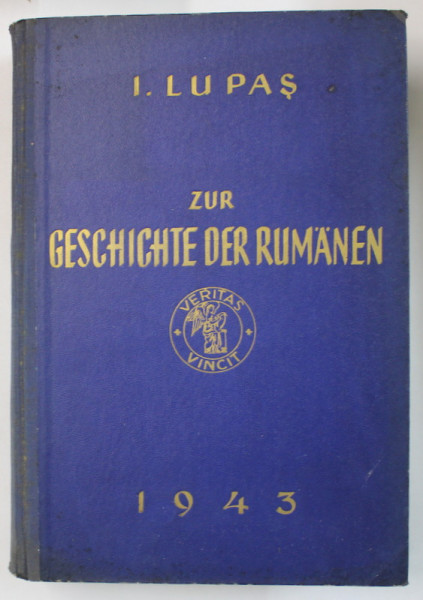 I. LUPAŞ
ZUR
GESCHICHTE DER RUMÄNEN
VERITAS
VINCIT
1943